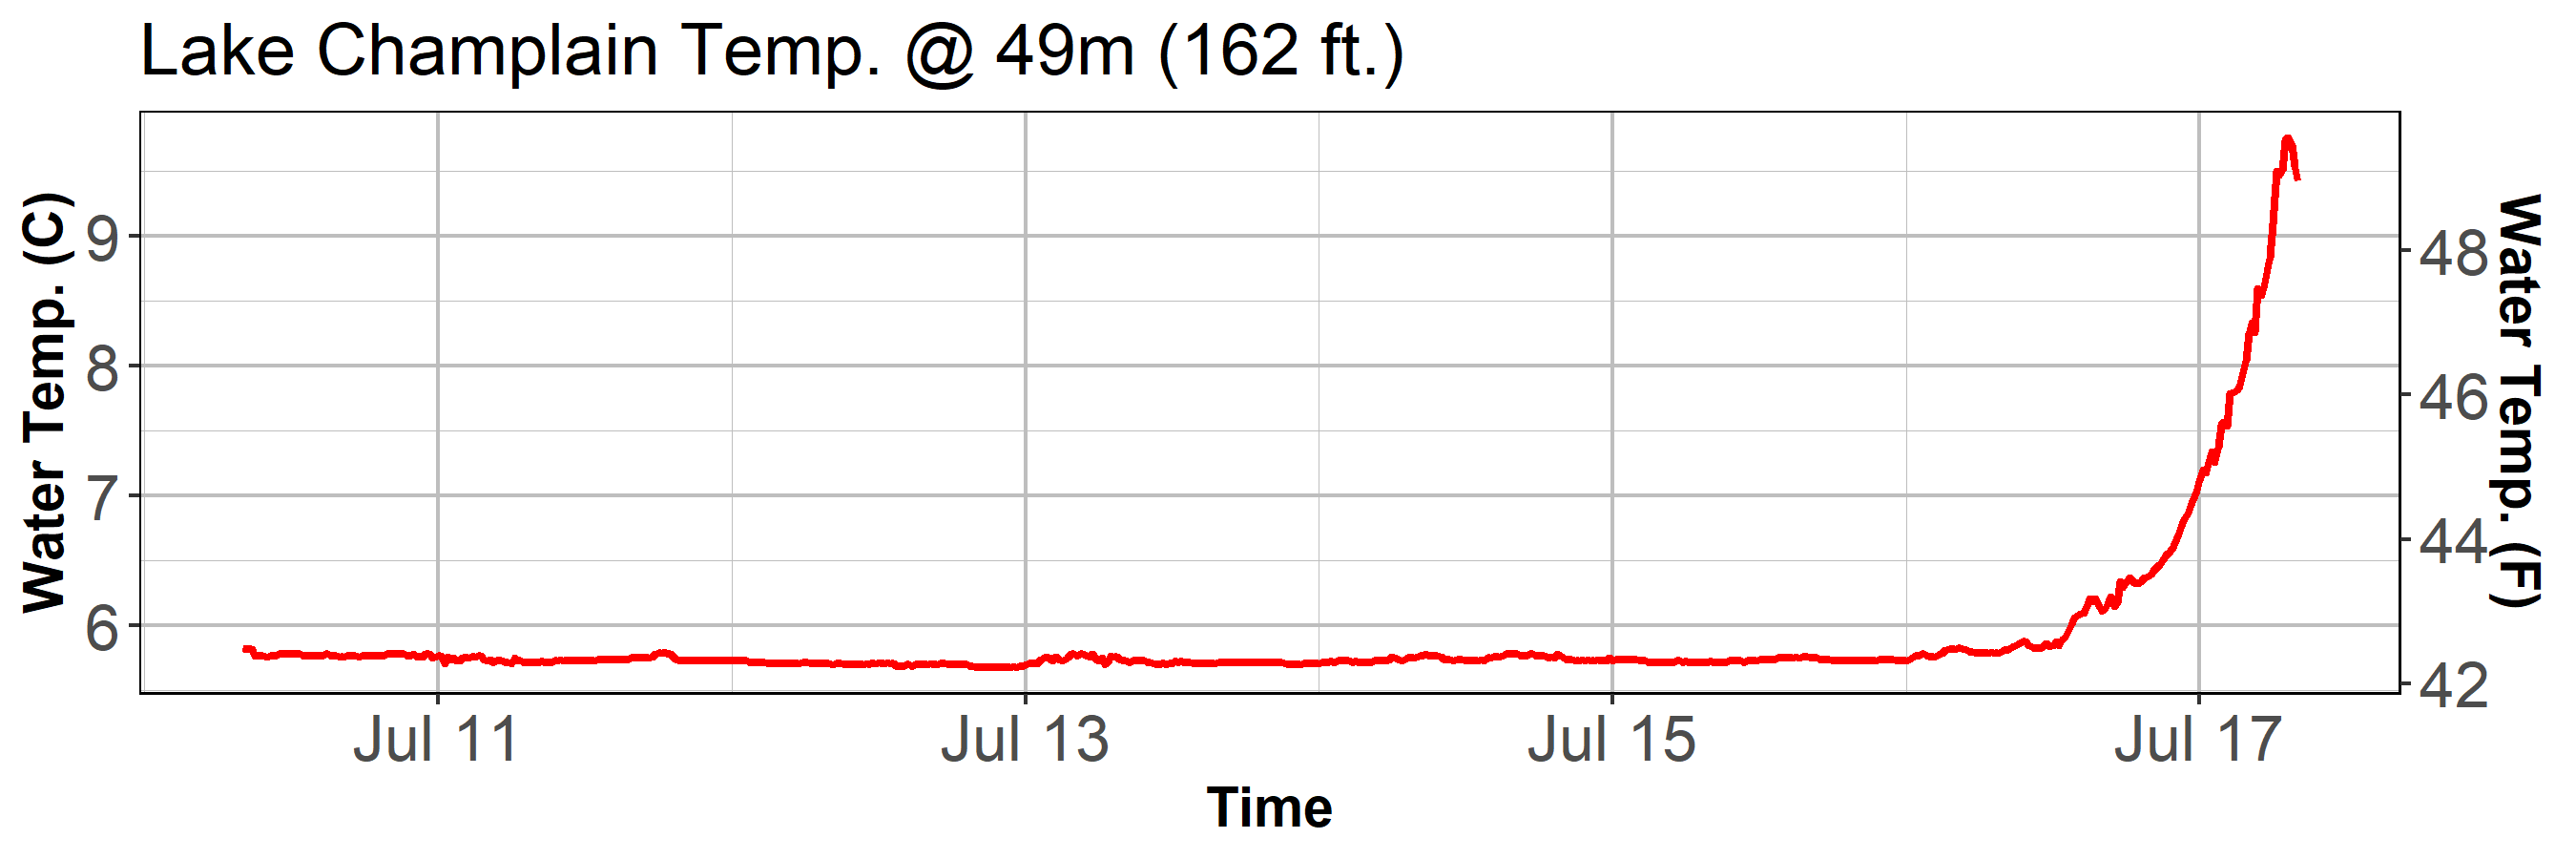 Lake Champlain Temp. @ 49m (162 ft.)
Water Temp. (C)
9
8
7
6
48
46
44
42
Water Temp. (F)
Jul 11
Jul 13
Jul 15
Jul 17
Time